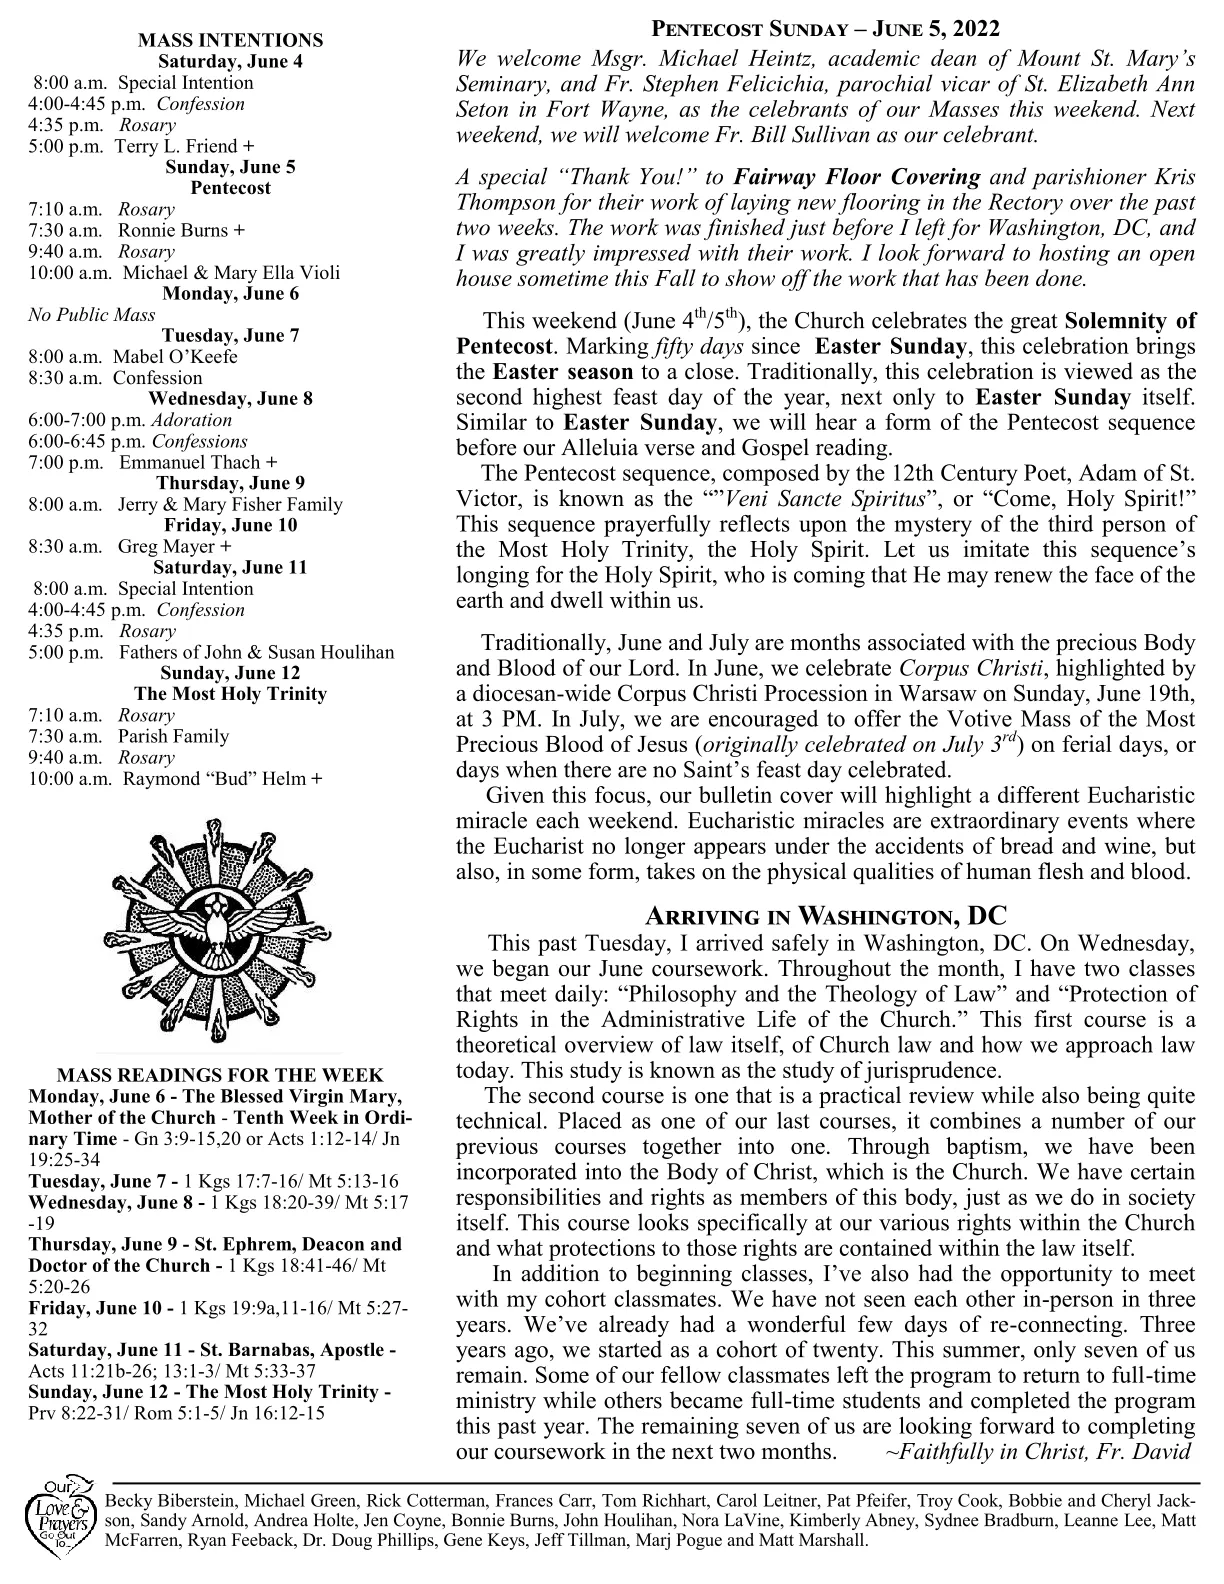 MASS INTENTIONS
Saturday, June 4
8:00 a.m.  Special Intention
4:00-4:45 p.m.  Confession
4:35 p.m.   Rosary
5:00 p.m.  Terry L. Friend +
Sunday, June 5
Pentecost
7:10 a.m.   Rosary
7:30 a.m.   Ronnie Burns +
9:40 a.m.   Rosary
10:00 a.m.  Michael & Mary Ella Violi
Monday, June 6
No Public Mass
Tuesday, June 7
8:00 a.m.  Mabel O’Keefe
8:30 a.m.  Confession
Wednesday, June 8
6:00-7:00 p.m. Adoration
6:00-6:45 p.m. Confessions
7:00 p.m.   Emmanuel Thach +
Thursday, June 9
8:00 a.m.   Jerry & Mary Fisher Family
Friday, June 10
8:30 a.m.   Greg Mayer +
Saturday, June 11
8:00 a.m.  Special Intention
4:00-4:45 p.m.  Confession
4:35 p.m.   Rosary
5:00 p.m.   Fathers of John & Susan Houlihan
Sunday, June 12
The Most Holy Trinity
7:10 a.m.   Rosary
7:30 a.m.   Parish Family
9:40 a.m.   Rosary
10:00 a.m.  Raymond “Bud” Helm +
MASS READINGS FOR THE WEEK
Monday, June 6 - The Blessed Virgin Mary,
Mother of the Church - Tenth Week in Ordi-
nary Time - Gn 3:9-15,20 or Acts 1:12-14/ Jn
19:25-34
Tuesday, June 7 - 1 Kgs 17:7-16/ Mt 5:13-16
Wednesday, June 8 - 1 Kgs 18:20-39/ Mt 5:17
-19
Thursday, June 9 - St. Ephrem, Deacon and
Doctor of the Church - 1 Kgs 18:41-46/ Mt
5:20-26
Friday, June 10 - 1 Kgs 19:9a,11-16/ Mt 5:27-
32
Saturday, June 11 - St. Barnabas, Apostle -
Acts 11:21b-26; 13:1-3/ Mt 5:33-37
Sunday, June 12 - The Most Holy Trinity -
Prv 8:22-31/ Rom 5:1-5/ Jn 16:12-15
Pentecost Sunday – June 5, 2022
We welcome Msgr. Michael Heintz, academic dean of Mount St. Mary’s
Seminary, and Fr. Stephen Felicichia, parochial vicar of St. Elizabeth Ann
Seton in Fort Wayne, as the celebrants of our Masses this weekend. Next
weekend, we will welcome Fr. Bill Sullivan as our celebrant.
A special “Thank You!” to Fairway Floor Covering and parishioner Kris
Thompson for their work of laying new flooring in the Rectory over the past
two weeks. The work was finished just before I left for Washington, DC, and
I was greatly impressed with their work. I look forward to hosting an open
house sometime this Fall to show off the work that has been done.
This weekend (June 4th/5th), the Church celebrates the great Solemnity of
Pentecost. Marking fifty days since  Easter Sunday, this celebration brings
the Easter season to a close. Traditionally, this celebration is viewed as the
second highest feast day of the year, next only to Easter Sunday itself.
Similar to Easter Sunday, we will hear a form of the Pentecost sequence
before our Alleluia verse and Gospel reading.
The Pentecost sequence, composed by the 12th Century Poet, Adam of St.
Victor, is known as the “”Veni Sancte Spiritus”, or “Come, Holy Spirit!”
This sequence prayerfully reflects upon the mystery of the third person of
the Most Holy Trinity, the Holy Spirit. Let us imitate this sequence’s
longing for the Holy Spirit, who is coming that He may renew the face of the
earth and dwell within us.
Traditionally, June and July are months associated with the precious Body
and Blood of our Lord. In June, we celebrate Corpus Christi, highlighted by
a diocesan-wide Corpus Christi Procession in Warsaw on Sunday, June 19th,
at 3 PM. In July, we are encouraged to offer the Votive Mass of the Most
Precious Blood of Jesus (originally celebrated on July 3rd) on ferial days, or
days when there are no Saint’s feast day celebrated.
Given this focus, our bulletin cover will highlight a different Eucharistic
miracle each weekend. Eucharistic miracles are extraordinary events where
the Eucharist no longer appears under the accidents of bread and wine, but
also, in some form, takes on the physical qualities of human flesh and blood.
Arriving in Washington, DC
This past Tuesday, I arrived safely in Washington, DC. On Wednesday,
we began our June coursework. Throughout the month, I have two classes
that meet daily: “Philosophy and the Theology of Law” and “Protection of
Rights in the Administrative Life of the Church.” This first course is a
theoretical overview of law itself, of Church law and how we approach law
today. This study is known as the study of jurisprudence.
The second course is one that is a practical review while also being quite
technical. Placed as one of our last courses, it combines a number of our
previous courses together into one. Through baptism, we have been
incorporated into the Body of Christ, which is the Church. We have certain
responsibilities and rights as members of this body, just as we do in society
itself. This course looks specifically at our various rights within the Church
and what protections to those rights are contained within the law itself.
In addition to beginning classes, I’ve also had the opportunity to meet
with my cohort classmates. We have not seen each other in-person in three
years. We’ve already had a wonderful few days of re-connecting. Three
years ago, we started as a cohort of twenty. This summer, only seven of us
remain. Some of our fellow classmates left the program to return to full-time
ministry while others became full-time students and completed the program
this past year. The remaining seven of us are looking forward to completing
our coursework in the next two months.       ~Faithfully in Christ, Fr. David
Our
Love &
Prayers
Go Out
To...
Becky Biberstein, Michael Green, Rick Cotterman, Frances Carr, Tom Richhart, Carol Leitner, Pat Pfeifer, Troy Cook, Bobbie and Cheryl Jack-
son, Sandy Arnold, Andrea Holte, Jen Coyne, Bonnie Burns, John Houlihan, Nora LaVine, Kimberly Abney, Sydnee Bradburn, Leanne Lee, Matt
McFarren, Ryan Feeback, Dr. Doug Phillips, Gene Keys, Jeff Tillman, Marj Pogue and Matt Marshall.